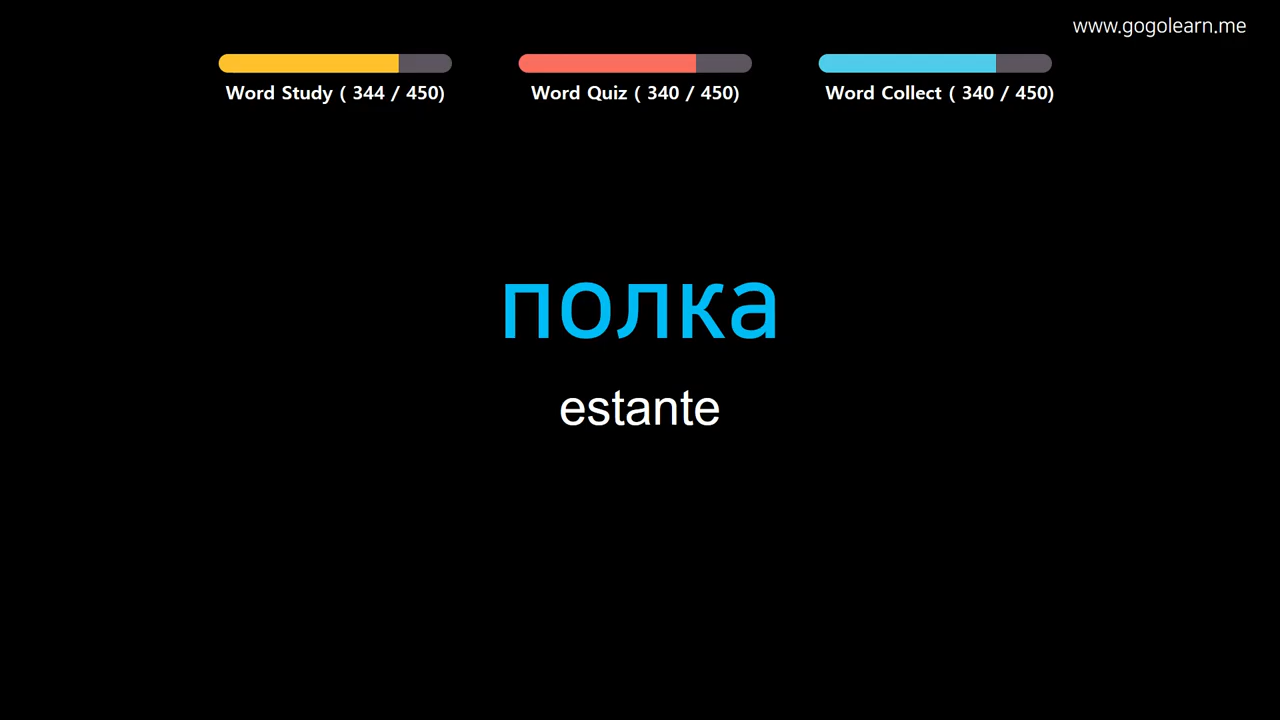 www.gogolearn.me
Word Study ( 344 / 450)
Word Quiz ( 340 / 450)
Word Collect ( 340 / 450)
полка
estante